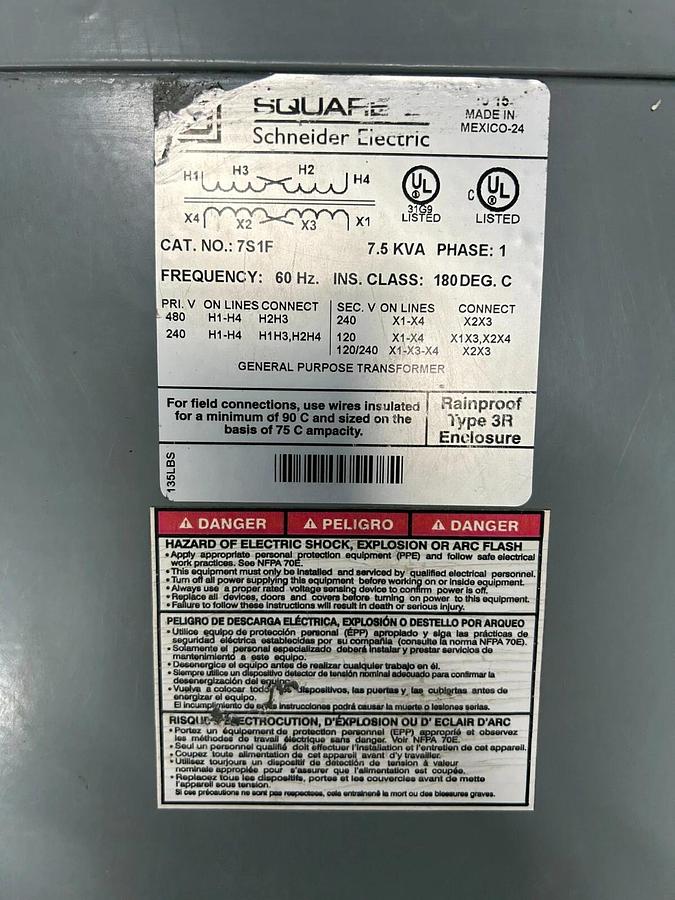 SQUARE
Schneider Electric
MADE IN
MEXICO-24
H1 H3 H2 H4
X4 X2 X3 X1
UL
31G9
LISTED
C UL
LISTED
CAT. NO.: 7S1F 7.5 KVA PHASE: 1
FREQUENCY: 60 Hz. INS. CLASS: 180DEG. C
PRI. V ON LINES CONNECT
480 H1-H4 H2H3
240 H1-H4 H1H3,H2H4
SEC. V ON LINES CONNECT
240 X1-X4 X2X3
120 X1-X4 X1X3,X2X4
120/240 X1-X3-X4 X2X3
GENERAL PURPOSE TRANSFORMER
For field connections, use wires insulated
for a minimum of 90 C and sized on the
basis of 75 C ampacity.
Rainproof
Type 3R
Enclosure
135LBS
⚠ DANGER ⚠ PELIGRO ⚠ DANGER
HAZARD OF ELECTRIC SHOCK, EXPLOSION OR ARC FLASH
• Apply appropriate personal protection equipment (PPE) and follow safe electrical
work practices. See NFPA 70E.
• This equipment must only be installed and serviced by qualified electrical personnel.
• Turn off all power supplying this equipment before working on or inside equipment.
• Always use a proper rated voltage sensing device to confirm power is off.
• Replace all devices, doors and covers before turning on power to this equipment.
• Failure to follow these instructions will result in death or serious injury.
PELIGRO DE DESCARGA ELÉCTRICA, EXPLOSIÓN O DESTELLO POR ARQUEO
• Utilice equipo de protección personal (ÉPP) apropiado y siga las prácticas de
seguridad eléctrica establecidas por su compañía (consulte la norma NFPA 70E).
• Solamente el personal especializado deberá instalar y prestar servicios de
mantenimiento a este equipo.
• Desenergice el equipo antes de realizar cualquier trabajo en él.
• Siempre utilice un dispositivo detector de tensión nominal adecuado para confirmar la
desenergización del equipo
• Vuelva a colocar dispositivos, las puertas y las cubiertas antes de
energizar el equipo.
El incumplimiento de instrucciones podrá causar la muerte o lesiones serias.
D'ÉXPLOSION OU D' ECLAIR D'ARC
• Portez un équipement de protection personnel (EPP) approprié et observez
les méthodes de travail électrique sans danger. Voir NFPA 70E.
• Seul un personnel qualifié doit effectuer l'installation et l'entretien de cet appareil.
• Coupez toute alimentation de cet appareil avant d'y travailler.
• Utilisez toujours un dispositif de détection de tension à valeur
nominale appropiée pour s'assurer que l'alimentation est coupée.
• Replacez tous les dispositifs, portes et les couvercles avant de mette
l'appareil sous tension.
Si ces précautions ne sont pas respectees, cela entraînenê la mort ou des blessures graves.